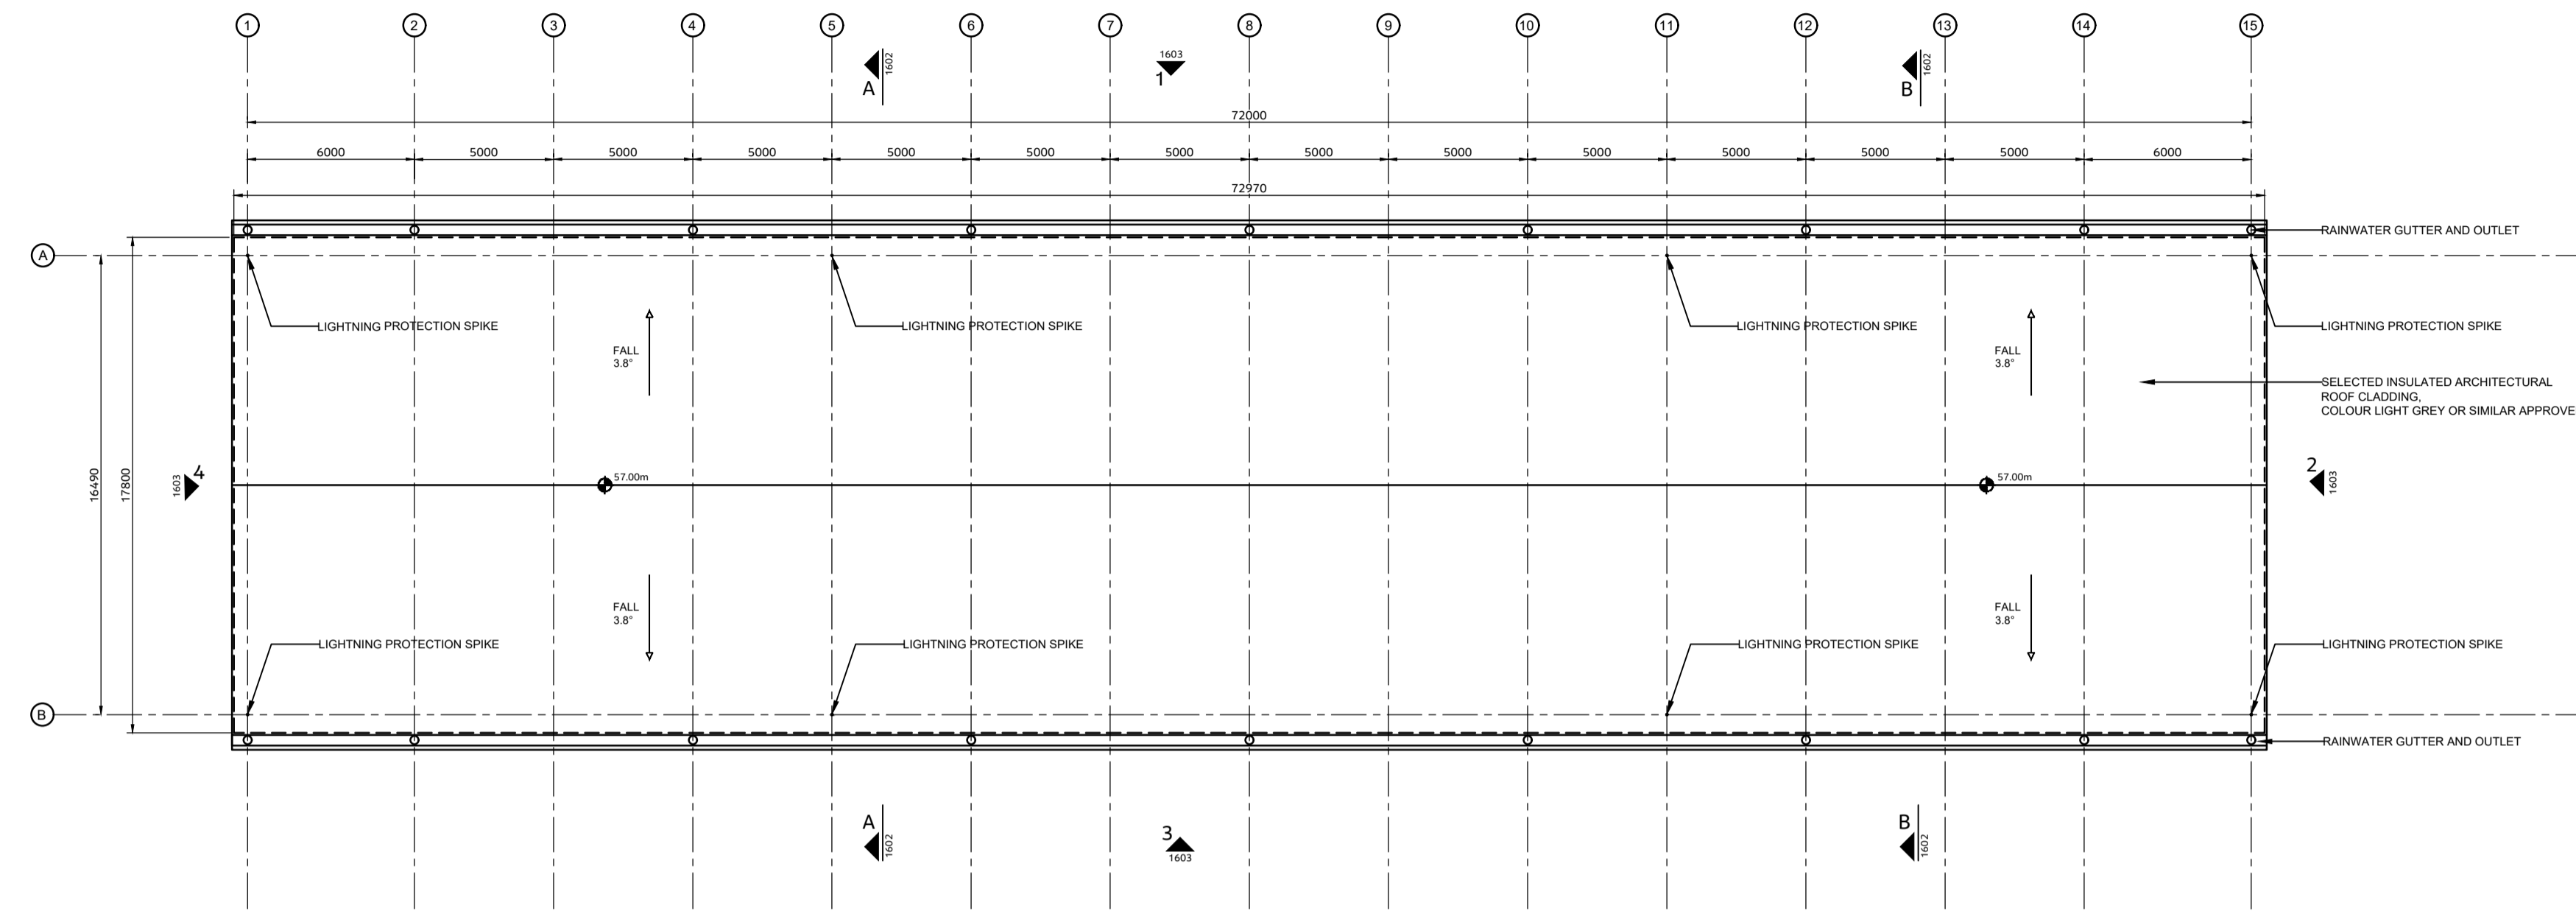 1 2 3 4 5 6 7 8 9 10 11 12 13 14 15
1603
1602
1602
A
1
B
72000
6000 5000 5000 5000 5000 5000 5000 5000 5000 5000 5000 5000 5000 6000
72970
RAINWATER GUTTER AND OUTLET
A
LIGHTNING PROTECTION SPIKE
LIGHTNING PROTECTION SPIKE
LIGHTNING PROTECTION SPIKE
LIGHTNING PROTECTION SPIKE
FALL
3.8°
FALL
3.8°
SELECTED INSULATED ARCHITECTURAL
ROOF CLADDING,
COLOUR LIGHT GREY OR SIMILAR APPROVE
16490
17800
1603
4
57.00m
57.00m
2
1603
FALL
3.8°
FALL
3.8°
LIGHTNING PROTECTION SPIKE
LIGHTNING PROTECTION SPIKE
LIGHTNING PROTECTION SPIKE
LIGHTNING PROTECTION SPIKE
B
RAINWATER GUTTER AND OUTLET
A
1602
3
1603
B
1602